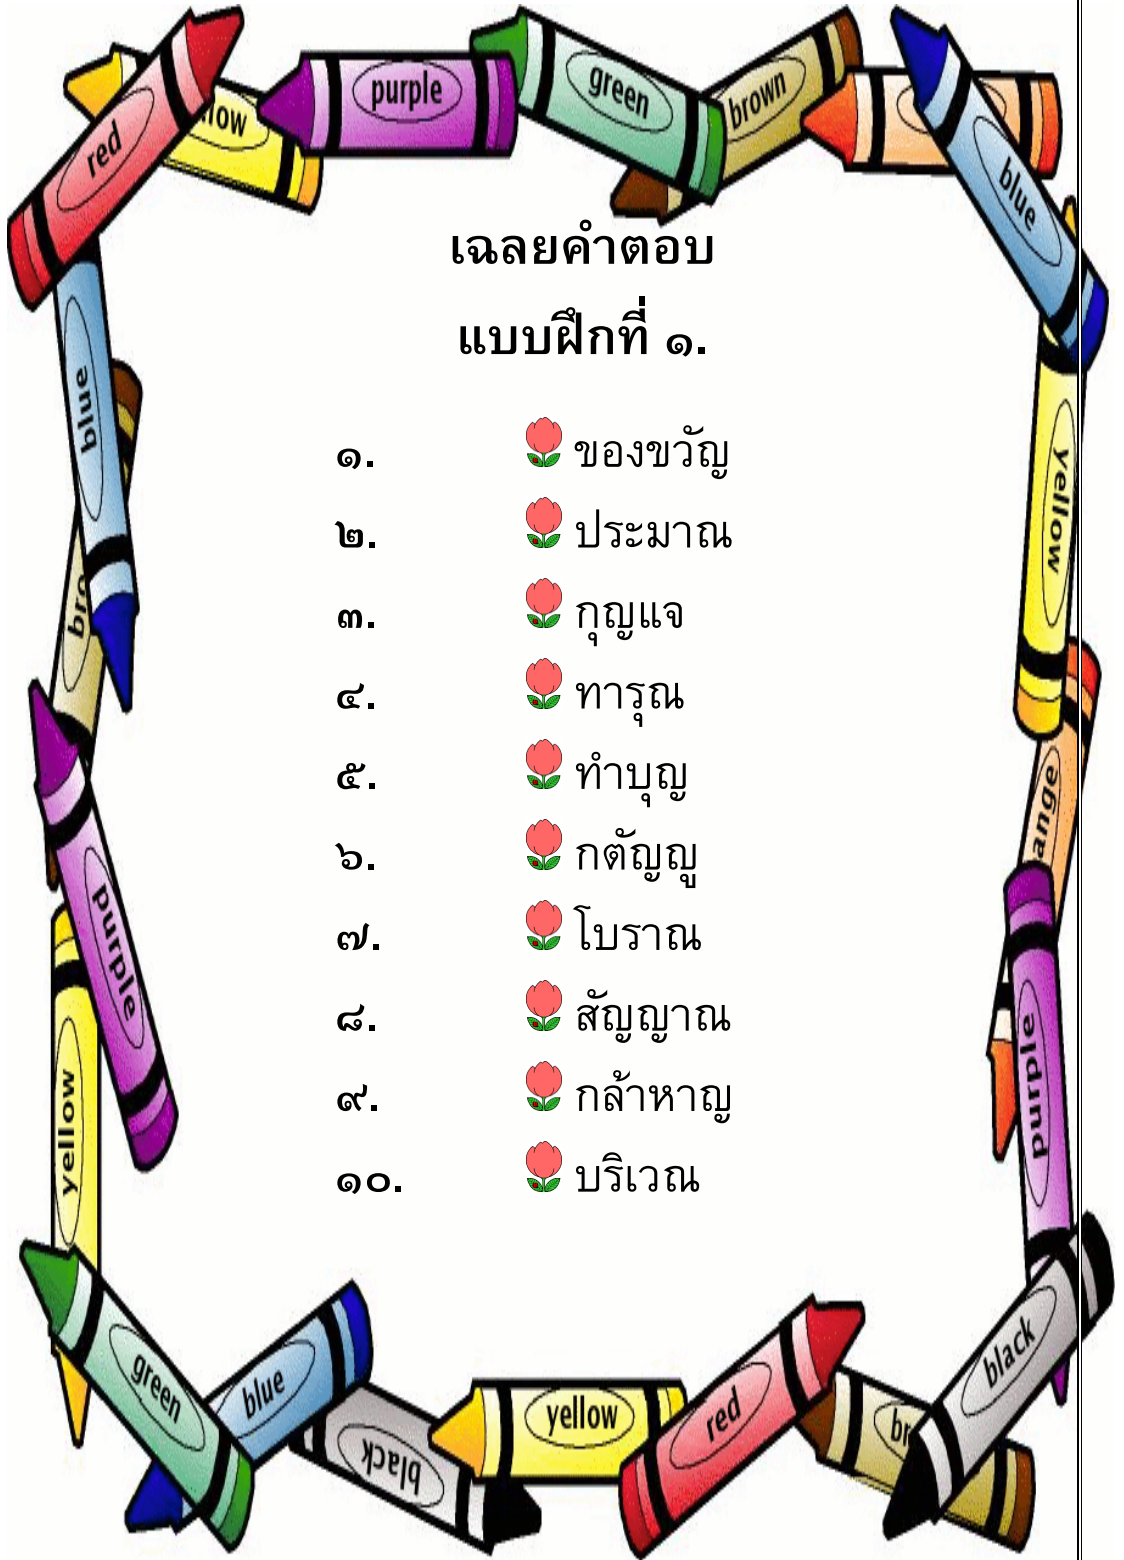 red
low
purple
green
brown
blue
เฉลยคำตอบ
แบบฝึกที่ ๑.
๑. ของขวัญ
๒. ประมาณ
๓. กุญแจ
๔. ทารุณ
๕. ทำบุญ
๖. กตัญญู
๗. โบราณ
๘. สัญญาณ
๙. กล้าหาญ
๑๐. บริเวณ
blue
bro
purple
yellow
yellow
ange
purple
green
blue
black
yellow
red
br
black